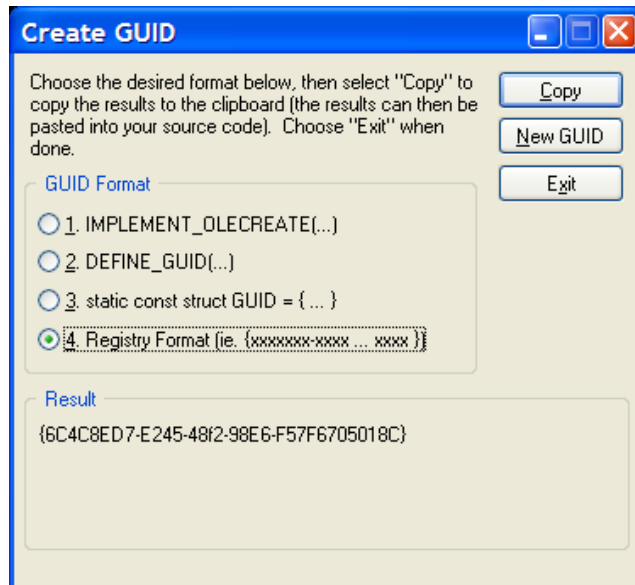 Create GUID
Choose the desired format below, then select "Copy" to
copy the results to the clipboard (the results can then be
pasted into your source code).  Choose "Exit" when
done.
Copy
New GUID
Exit
GUID Format
1. IMPLEMENT_OLECREATE(...)
2. DEFINE_GUID(...)
3. static const struct GUID = { ... }
4. Registry Format (ie. {xxxxxxx-xxxx ... xxxx })
Result
{6C4C8ED7-E245-48f2-98E6-F57F6705018C}